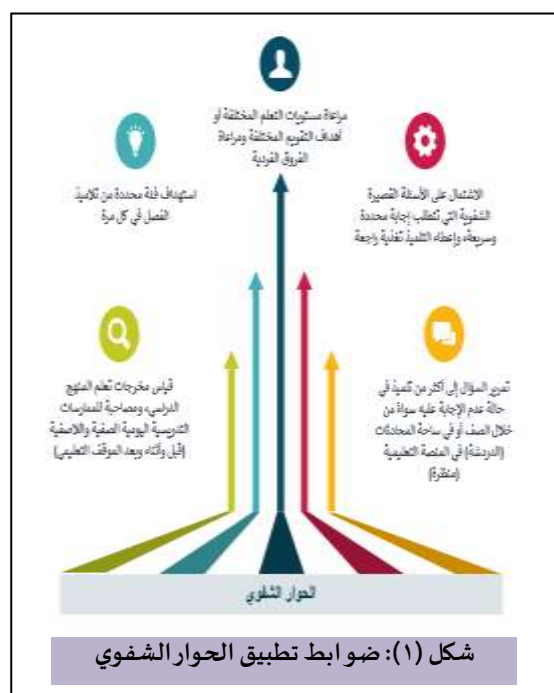 مراعاة مستويات التعلم المختلفة أو
أهداف التقويم المختلفة ومراعاة
الفروق الفردية
الاشتمال على الأسئلة القصيرة
الشفوية التي تتطلب إجابة محددة
وسريعة، وإعطاء التلميذ تغذية راجعة
استهداف فئة محددة من تلاميذ
الفصل في كل مرة
تمرير السؤال إلى أكثر من تلميذ في
حالة عدم الإجابة عليه سواءً من
خلال الصف أو في ساحة المحادثات
(الدردشة) في المنصة التعليمية
(منظرة)
قياس مخرجات تعلم المنهج
الدراسي، ومصاحبة للممارسات
التدريسية اليومية الصفية واللاصفية
(قبل وأثناء وبعد الموقف التعليمي)
الحوار الشفوي
شكل (١): ضوابط تطبيق الحوار الشفوي